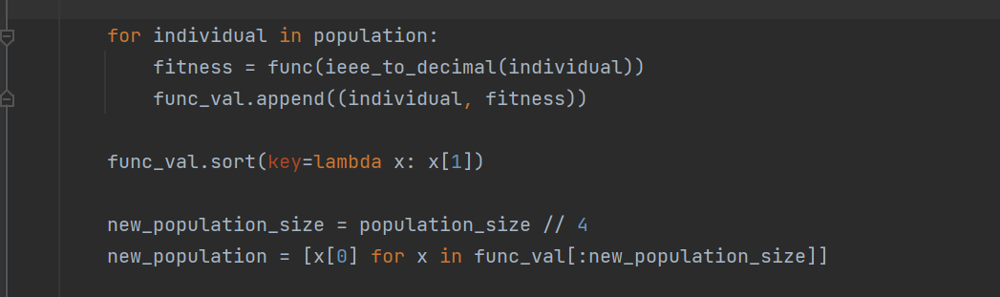 for individual in population:
fitness = func(ieee_to_decimal(individual))
func_val.append((individual, fitness))
func_val.sort(key=lambda x: x[1])
new_population_size = population_size // 4
new_population = [x[0] for x in func_val[:new_population_size]]